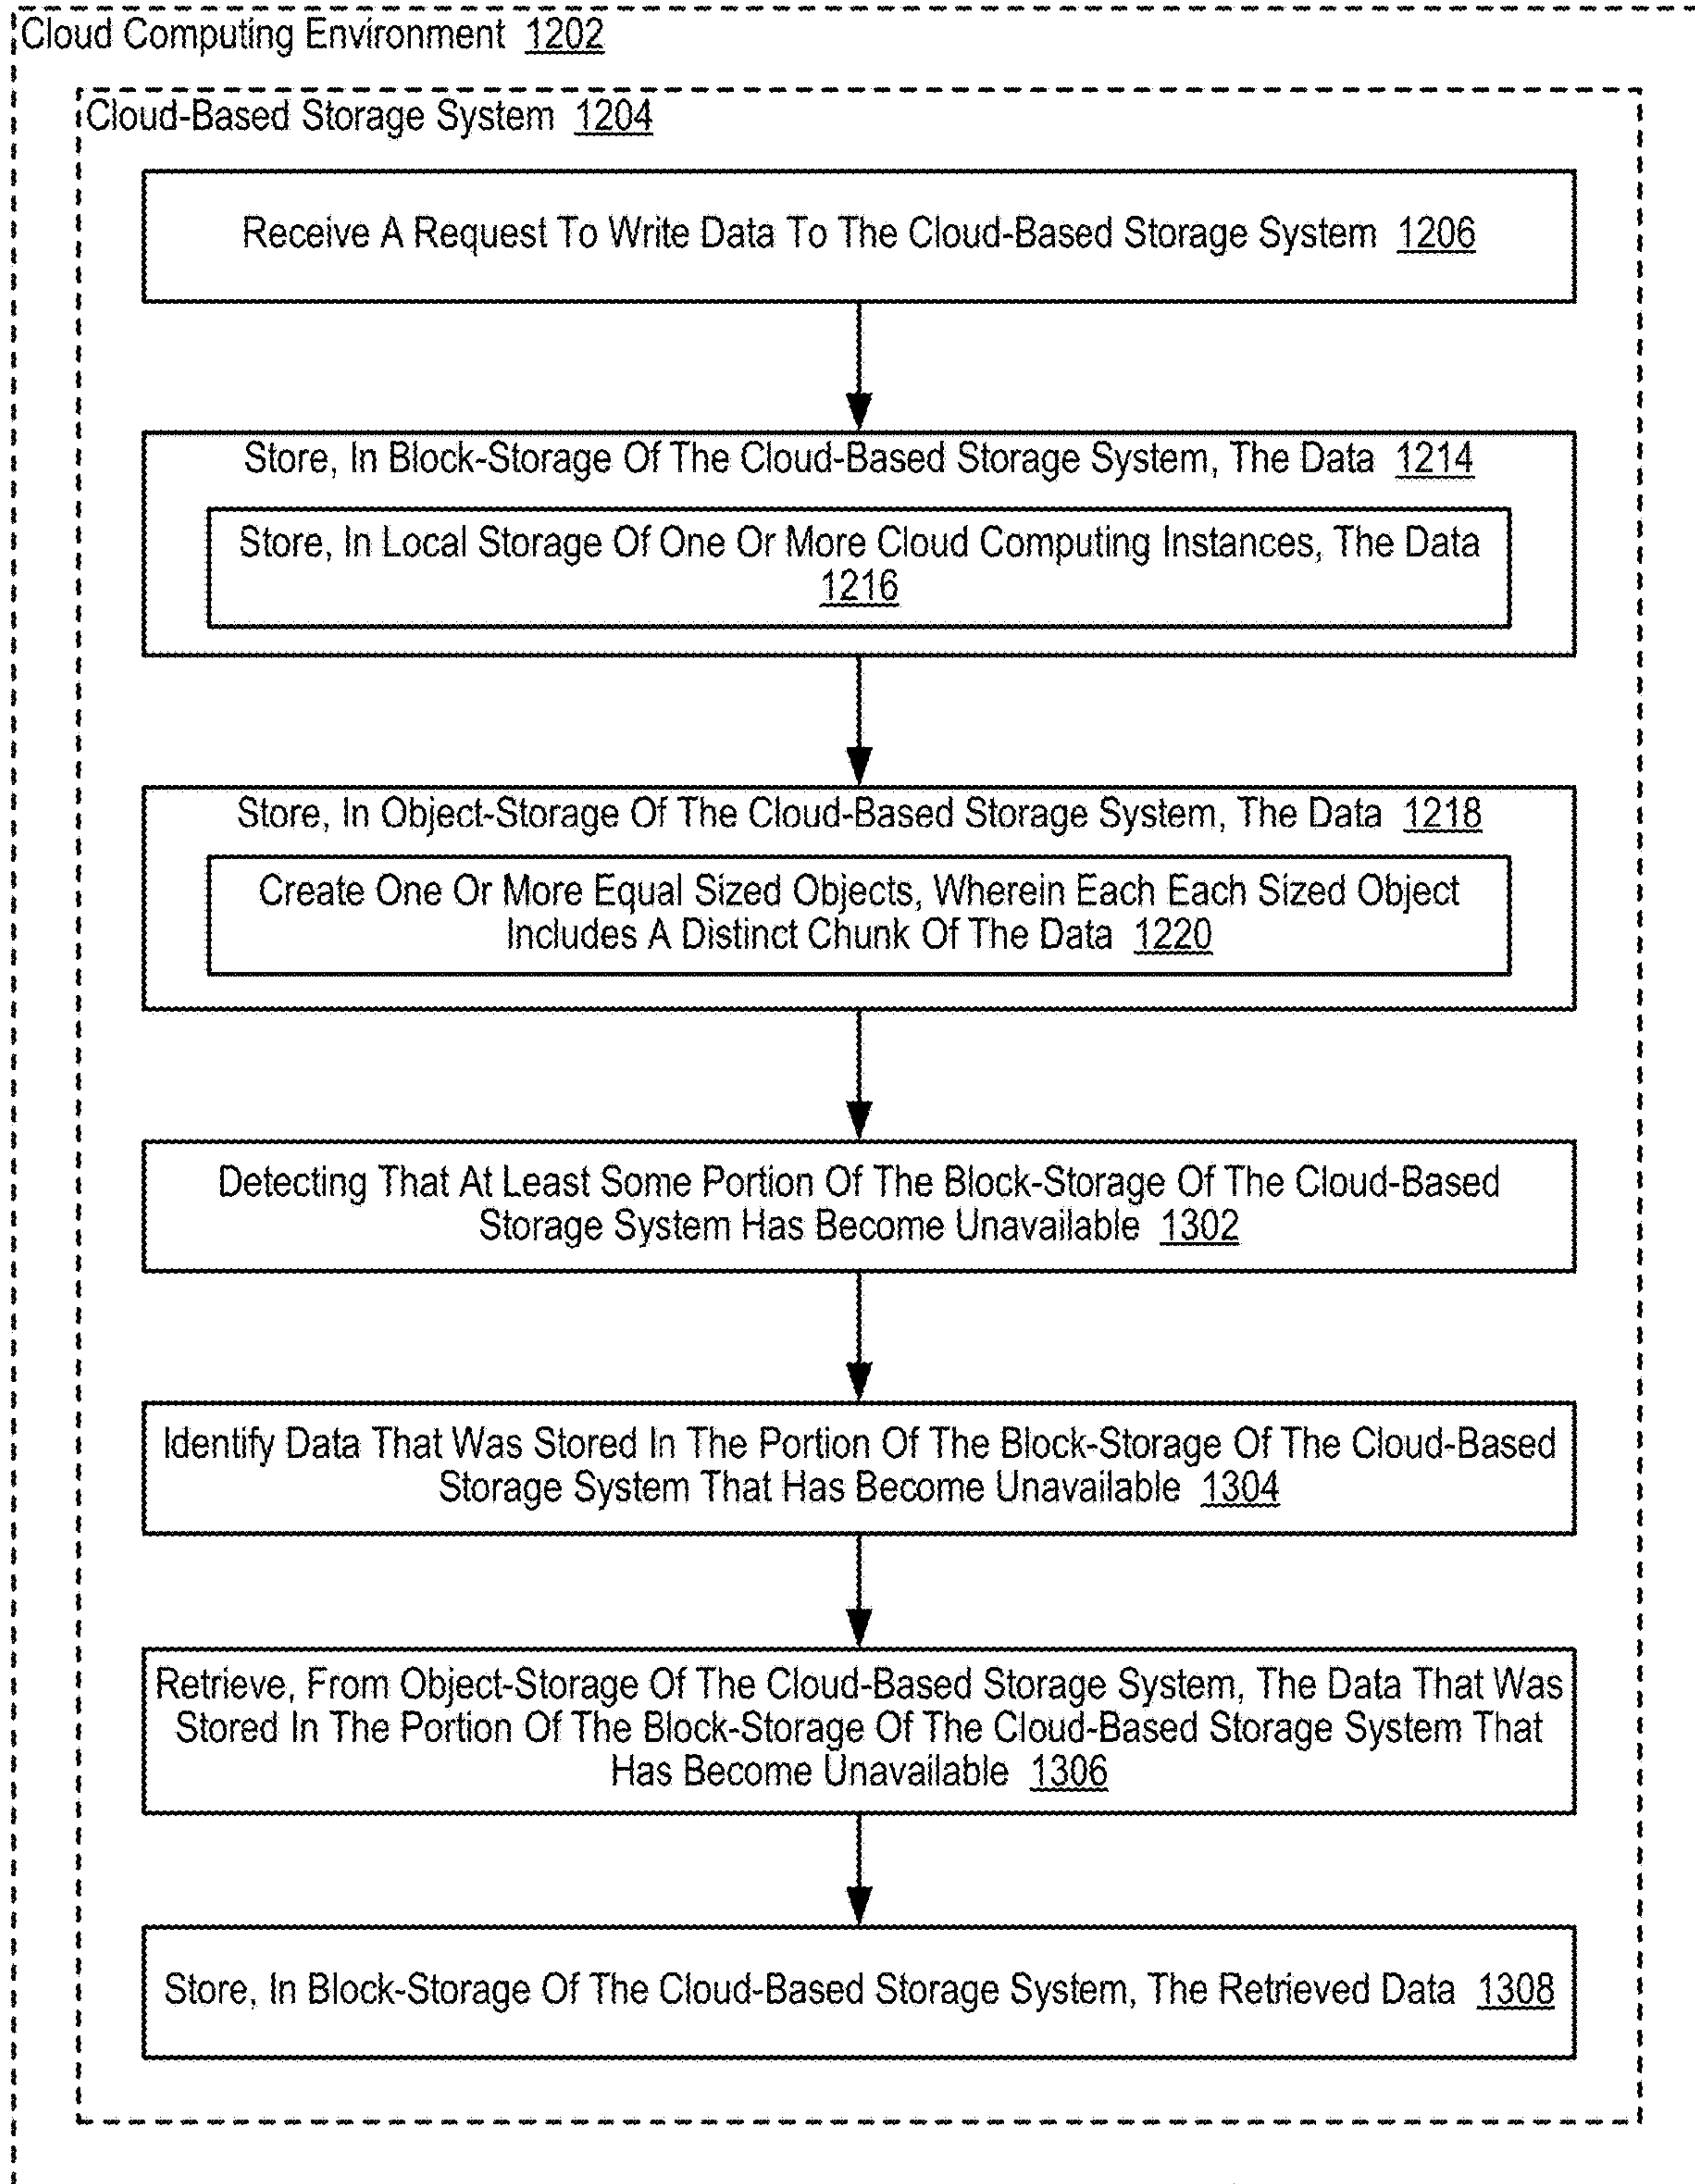 Cloud Computing Environment 1202
Cloud-Based Storage System 1204
Receive A Request To Write Data To The Cloud-Based Storage System 1206
Store, In Block-Storage Of The Cloud-Based Storage System, The Data 1214
Store, In Local Storage Of One Or More Cloud Computing Instances, The Data
1216
Store, In Object-Storage Of The Cloud-Based Storage System, The Data 1218
Create One Or More Equal Sized Objects, Wherein Each Each Sized Object
Includes A Distinct Chunk Of The Data 1220
Detecting That At Least Some Portion Of The Block-Storage Of The Cloud-Based
Storage System Has Become Unavailable 1302
Identify Data That Was Stored In The Portion Of The Block-Storage Of The Cloud-Based
Storage System That Has Become Unavailable 1304
Retrieve, From Object-Storage Of The Cloud-Based Storage System, The Data That Was
Stored In The Portion Of The Block-Storage Of The Cloud-Based Storage System That
Has Become Unavailable 1306
Store, In Block-Storage Of The Cloud-Based Storage System, The Retrieved Data 1308